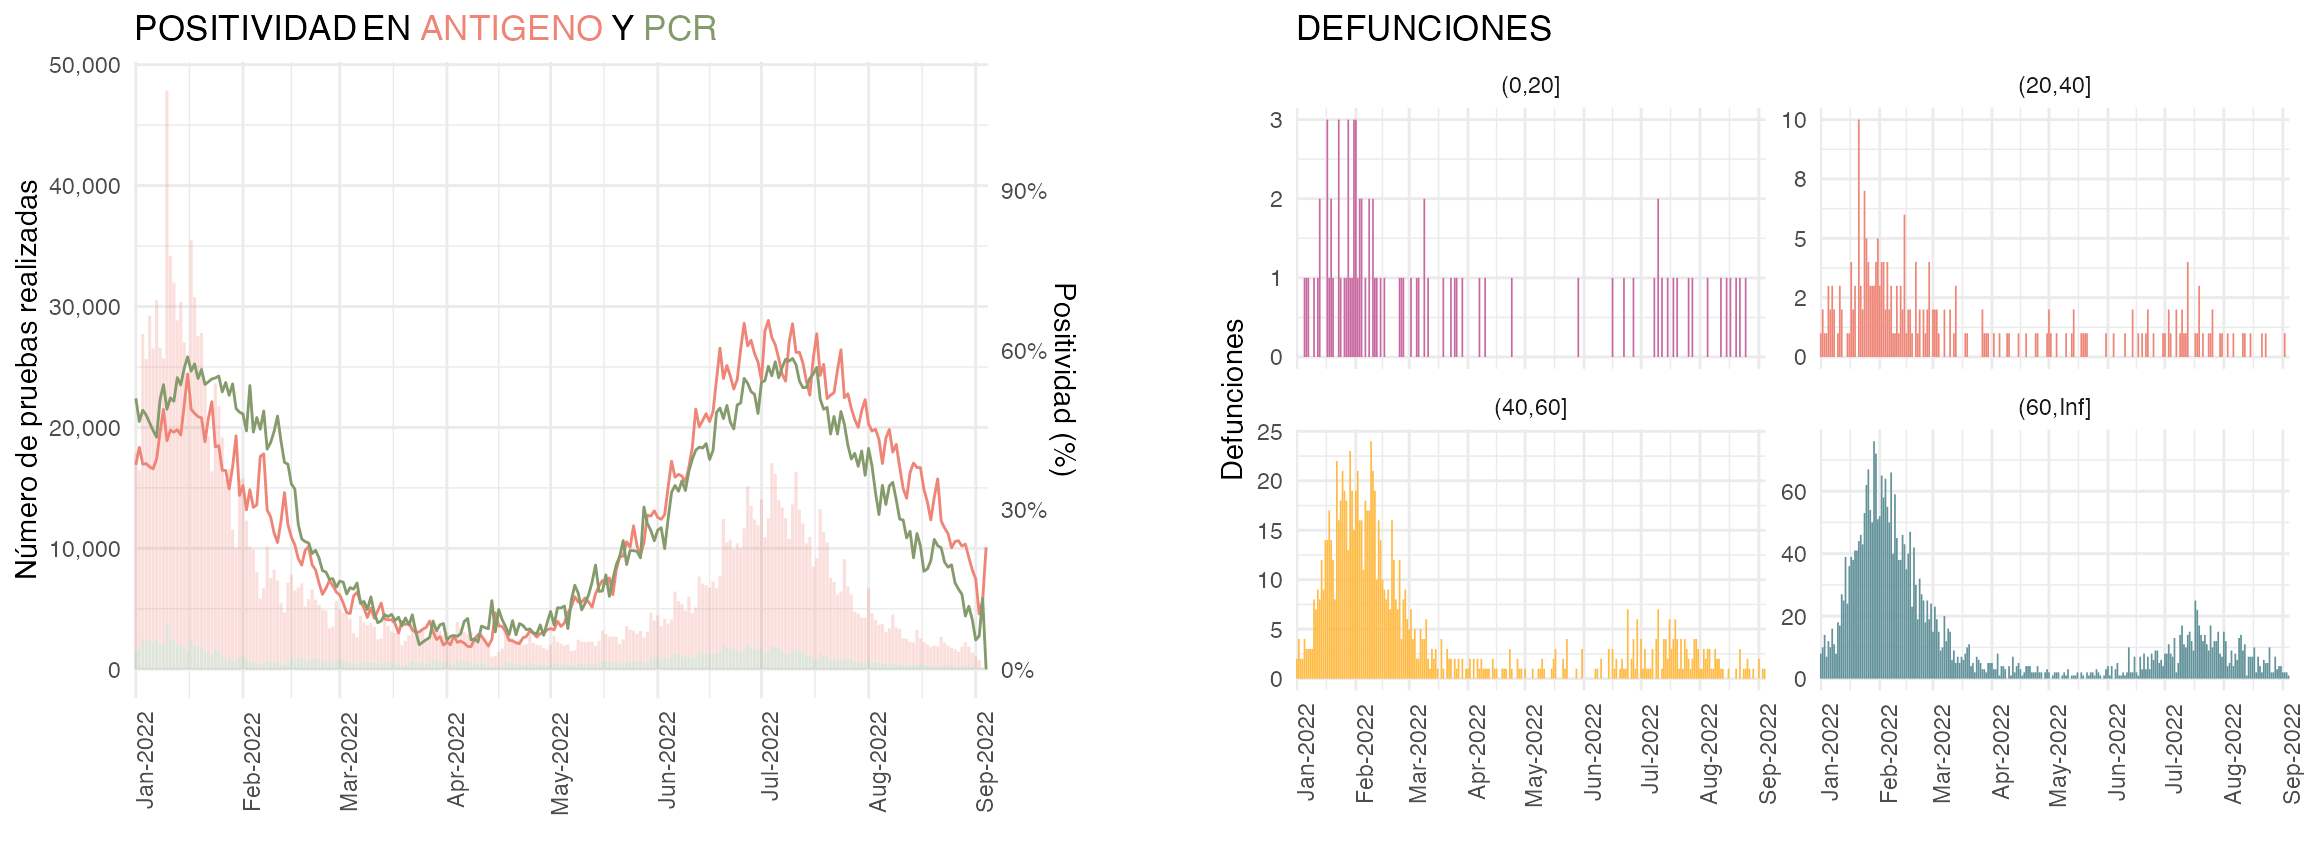 POSITIVIDAD EN ANTIGENO Y PCR
Número de pruebas realizadas
50,000
40,000
30,000
20,000
10,000
0
90%
60%
30%
0%
Positividad (%)
Jan-2022
Feb-2022
Mar-2022
Apr-2022
May-2022
Jun-2022
Jul-2022
Aug-2022
Sep-2022
DEFUNCIONES
Defunciones
(0,20]
3
2
1
0
(20,40]
10
8
5
2
0
(40,60]
25
20
15
10
5
0
Jan-2022
Feb-2022
Mar-2022
Apr-2022
May-2022
Jun-2022
Jul-2022
Aug-2022
Sep-2022
(60,Inf]
60
40
20
0
Jan-2022
Feb-2022
Mar-2022
Apr-2022
May-2022
Jun-2022
Jul-2022
Aug-2022
Sep-2022